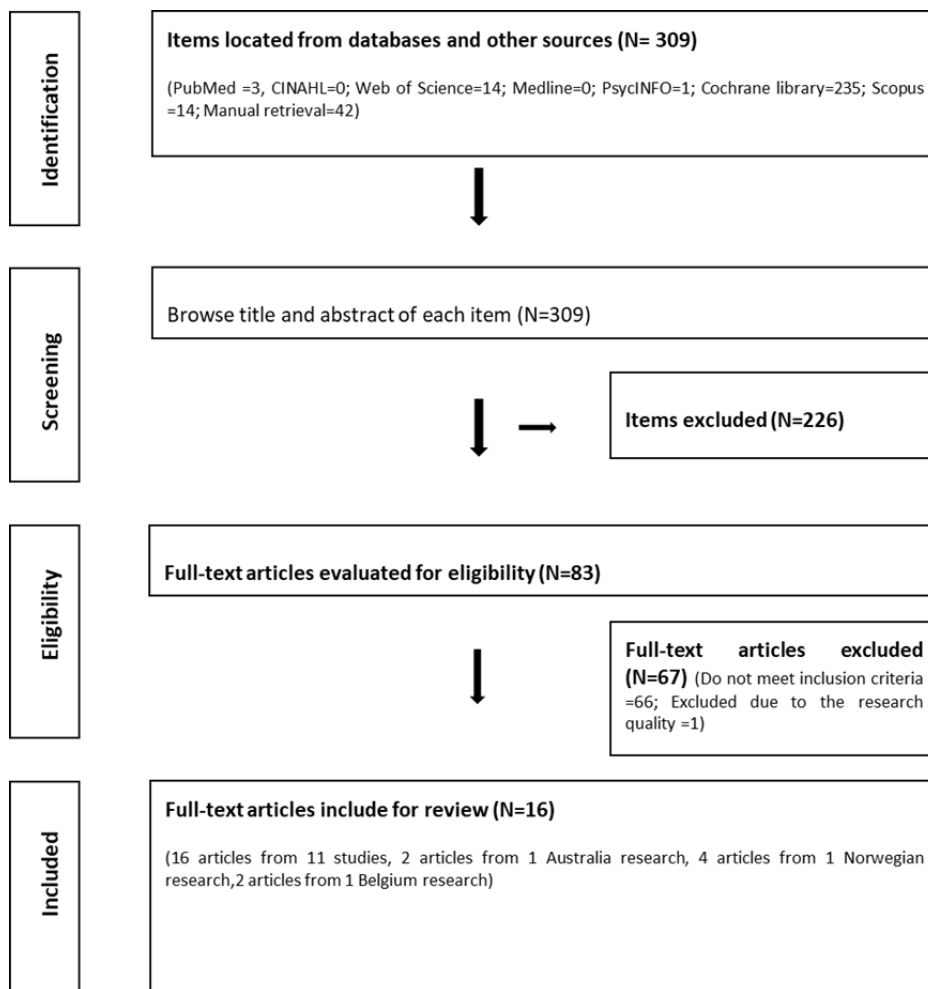 Identification
Items located from databases and other sources (N= 309)
(PubMed =3, CINAHL=0; Web of Science=14; Medline=0; PsycINFO=1; Cochrane library=235; Scopus
=14; Manual retrieval=42)
Screening
Browse title and abstract of each item (N=309)
Items excluded (N=226)
Eligibility
Full-text articles evaluated for eligibility (N=83)
Full-text articles excluded
(N=67) (Do not meet inclusion criteria
=66; Excluded due to the research
quality =1)
Included
Full-text articles include for review (N=16)
(16 articles from 11 studies, 2 articles from 1 Australia research, 4 articles from 1 Norwegian
research,2 articles from 1 Belgium research)